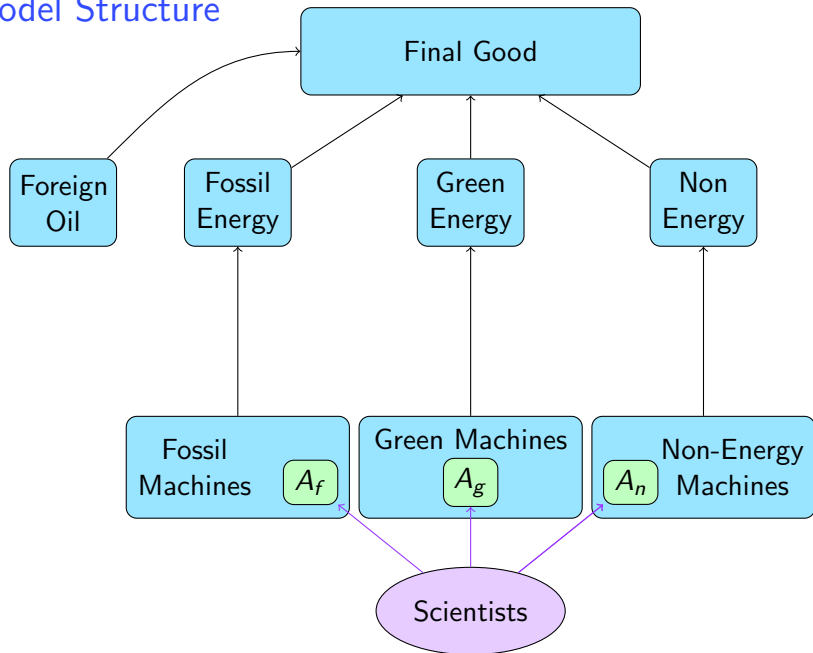 odel Structure
Final Good
Foreign
Oil
Fossil
Energy
Green
Energy
Non
Energy
Fossil
Machines
A_f
Green Machines
A_g
A_n
Non-Energy
Machines
Scientists